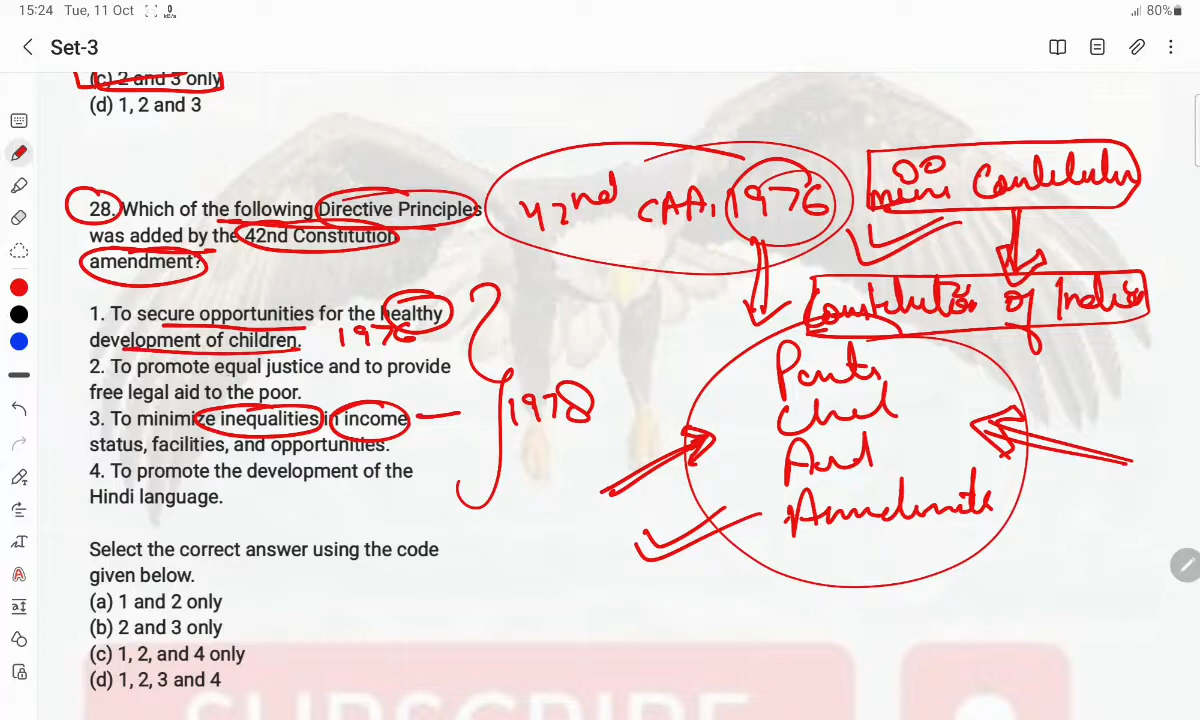 15:24 Tue, 11 Oct
80%
Set-3
(c) 2 and 3 only
(d) 1, 2 and 3
28. Which of the following Directive Principles
was added by the 42nd Constitution
amendment?
42nd CAA, 1976
mini
1. To secure opportunities for the healthy
development of children.
1976
of India
2. To promote equal justice and to provide
free legal aid to the poor.
3. To minimize inequalities in income
status, facilities, and opportunities.
1978
4. To promote the development of the
Hindi language.
Parts
Select the correct answer using the code
given below.
(a) 1 and 2 only
(b) 2 and 3 only
(c) 1, 2, and 4 only
(d) 1, 2, 3 and 4
SUBSCRIBE